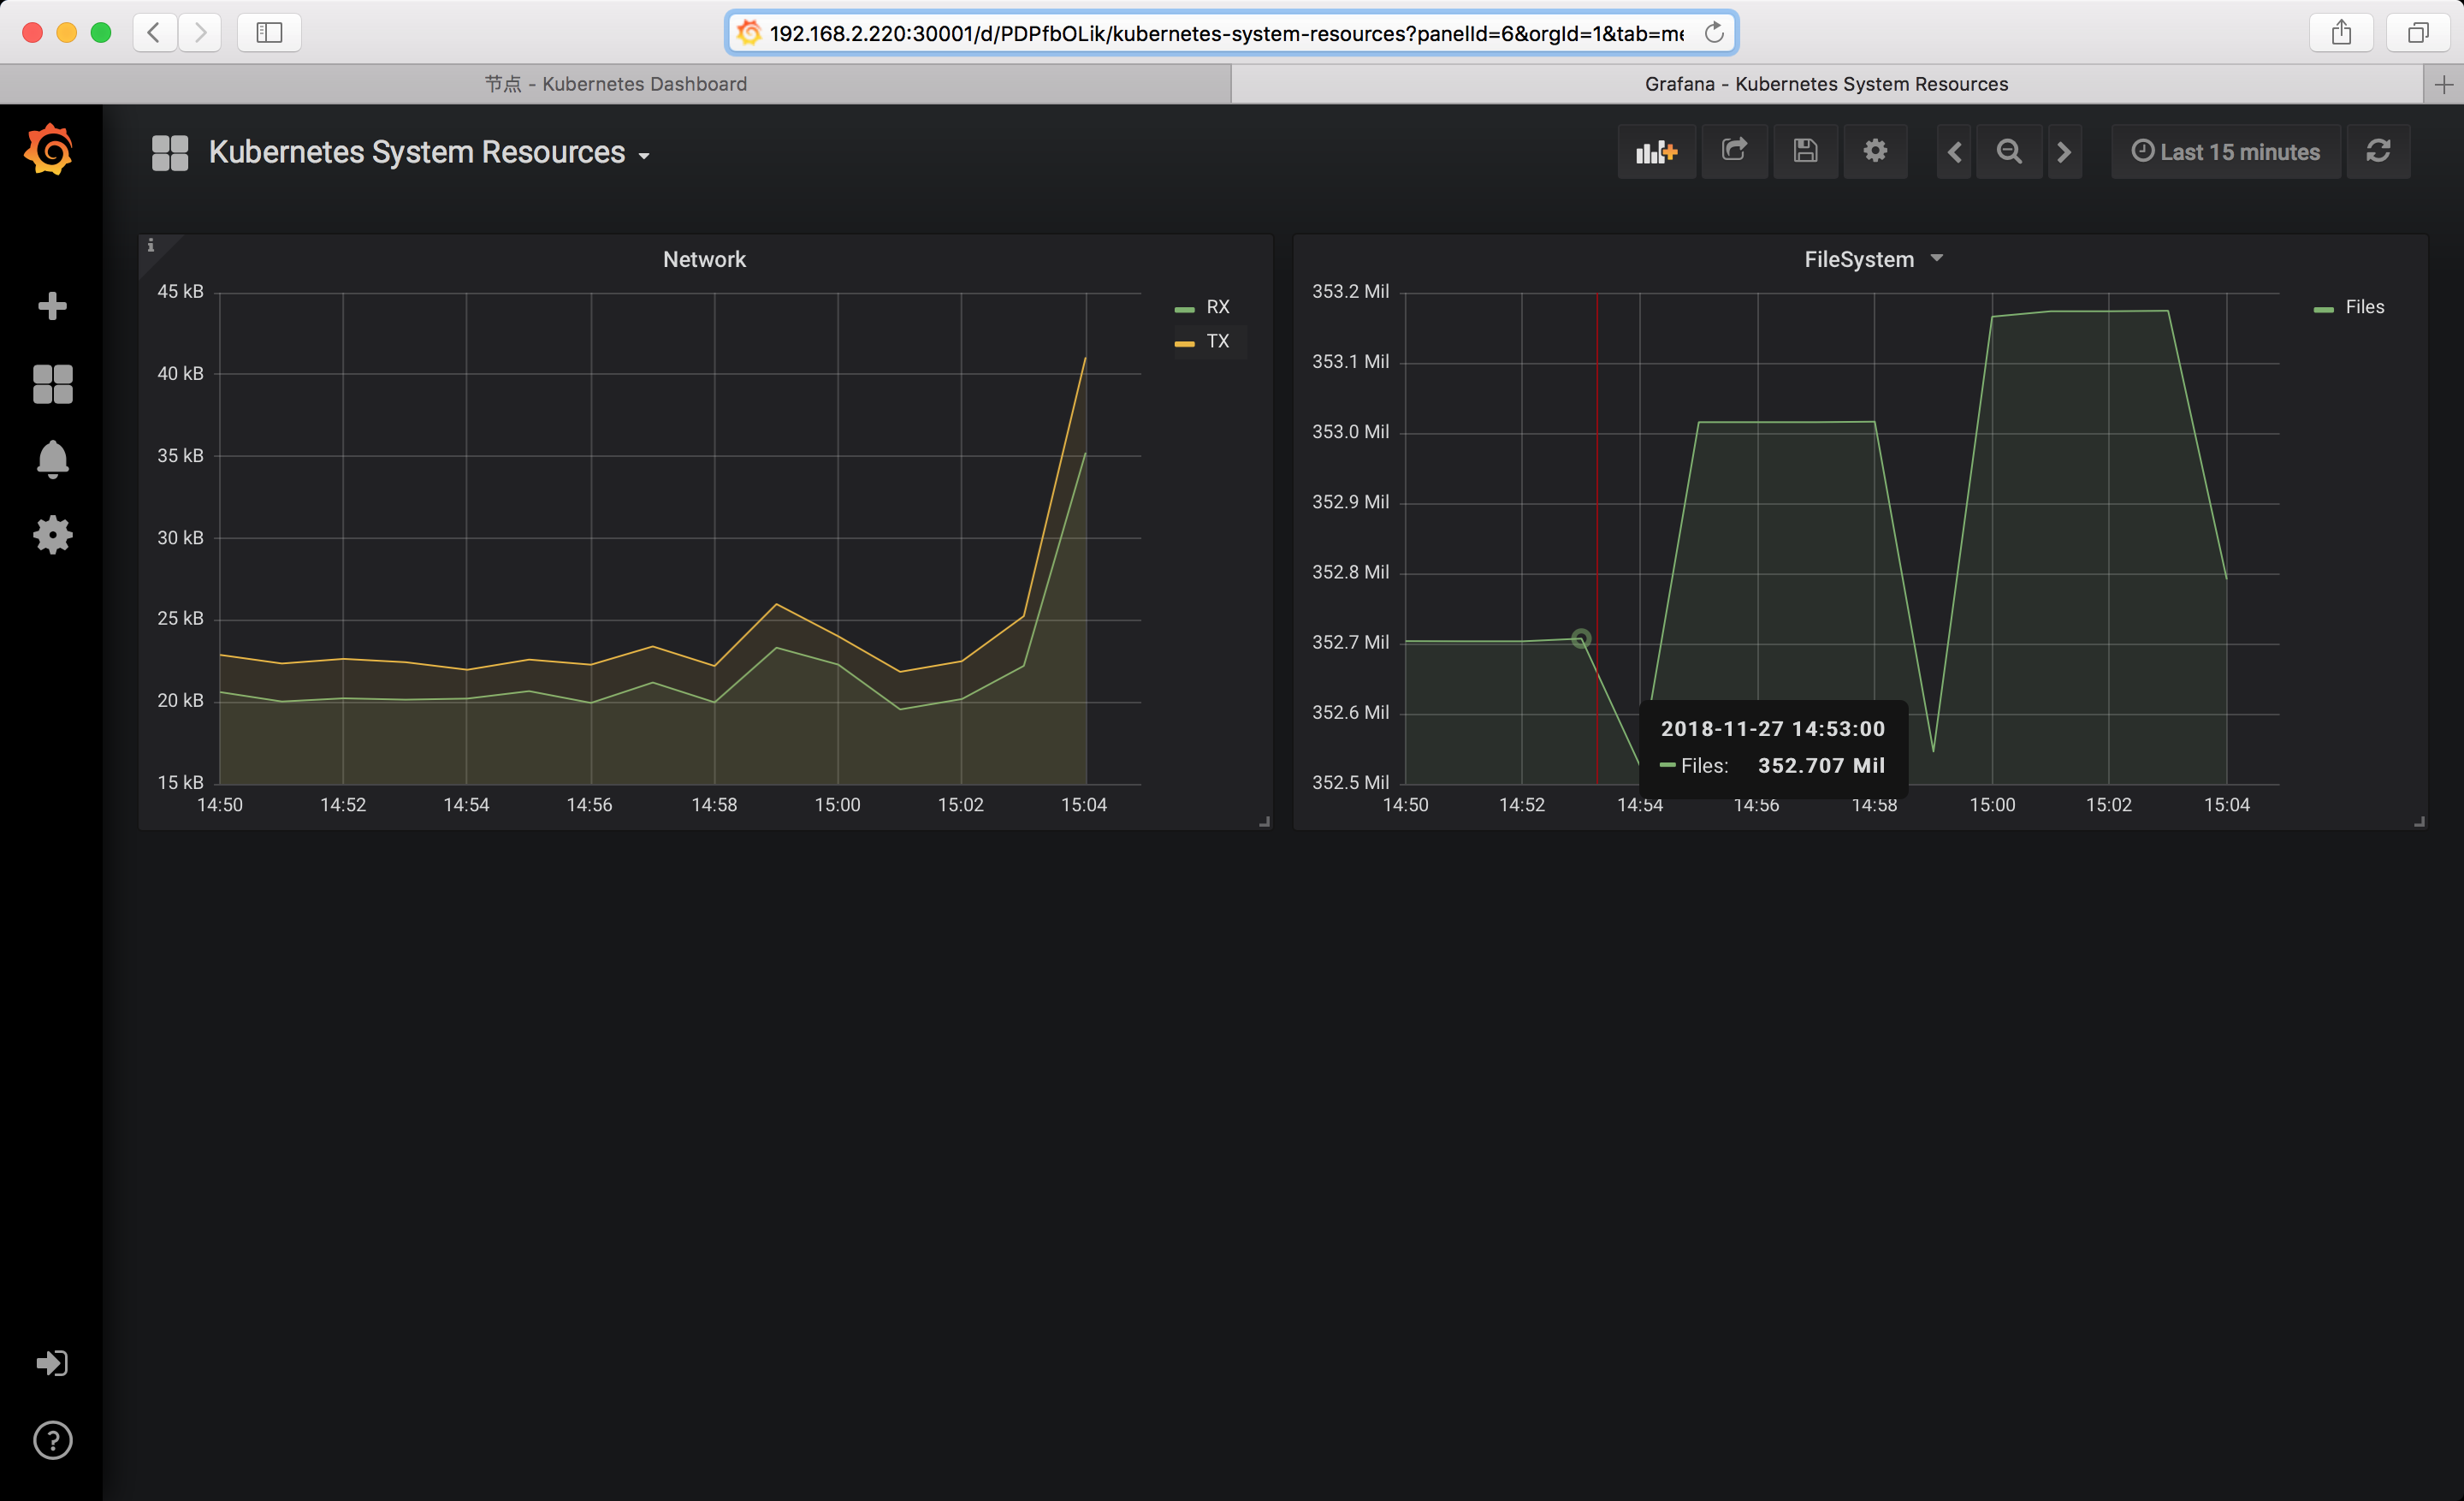 192.168.2.220:30001/d/PDPfbOLik/kubernetes-system-resources?panelId=6&orgId=1&tab=me
节点 - Kubernetes Dashboard
Grafana - Kubernetes System Resources
Kubernetes System Resources
Last 15 minutes
Network
45 kB
40 kB
35 kB
30 kB
25 kB
20 kB
15 kB
14:50 14:52 14:54 14:56 14:58 15:00 15:02 15:04
RX
TX
FileSystem
353.2 Mil
353.1 Mil
353.0 Mil
352.9 Mil
352.8 Mil
352.7 Mil
352.6 Mil
352.5 Mil
14:50 14:52 14:54 14:56 14:58 15:00 15:02 15:04
Files
2018-11-27 14:53:00
Files: 352.707 Mil